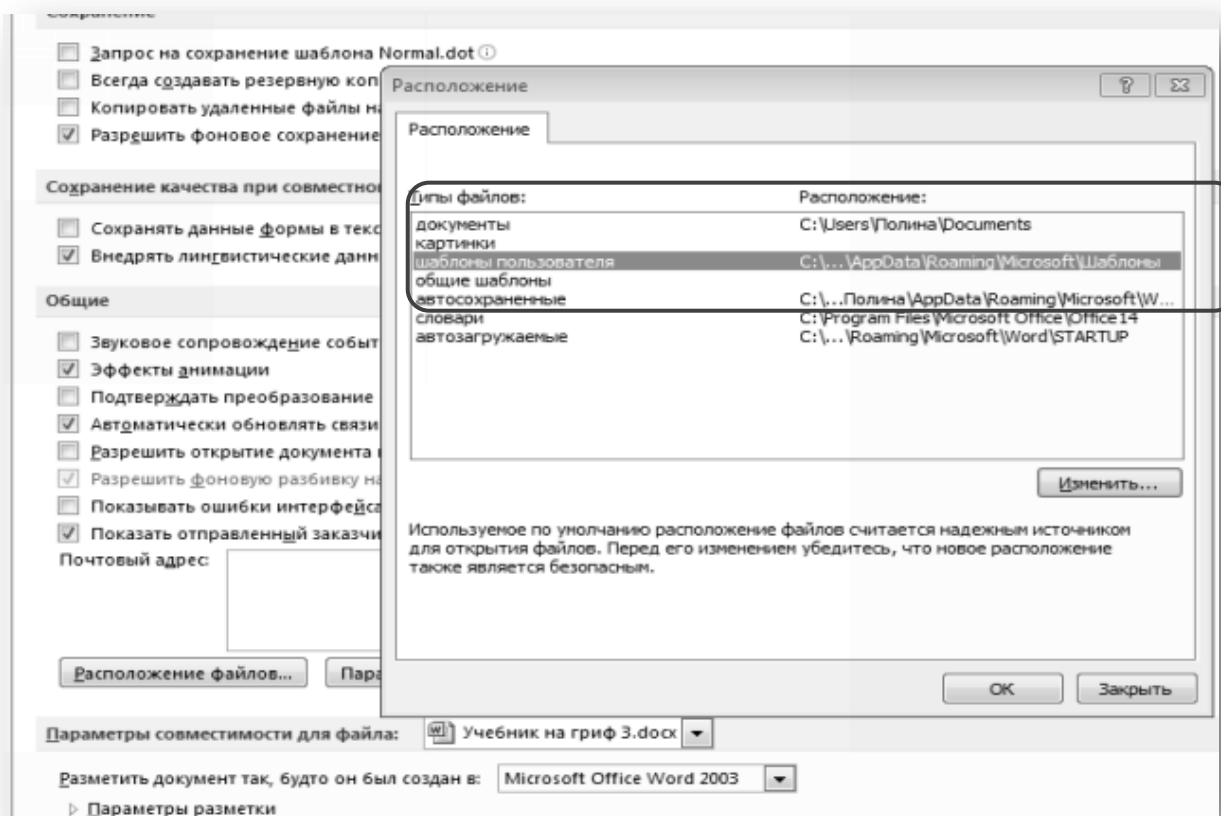 Сохранение
Запрос на сохранение шаблона Normal.dot
Всегда создавать резервную коп
Копировать удаленные файлы на
Разрешить фоновое сохранение
Сохранение качества при совместног
Сохранять данные формы в текс
Внедрять лингвистические данн
Общие
Звуковое сопровождение событ
Эффекты анимации
Подтверждать преобразование
Автоматически обновлять связи
Разрешить открытие документа
Разрешить фоновую разбивку на
Показывать ошибки интерфейса
Показать отправленный заказчи
Почтовый адрес:
Расположение файлов...
Пара
Расположение
Расположение
Типы файлов: Расположение:
документы C:\Users\Полина\Documents
картинки
шаблоны пользователя C:\...\AppData\Roaming\Microsoft\Шаблоны
общие шаблоны
автосохраненные C:\...Полина\AppData\Roaming\Microsoft\W...
словари C:\Program Files\Microsoft Office\Office14
автозагружаемые C:\...\Roaming\Microsoft\Word\STARTUP
Изменить...
Используемое по умолчанию расположение файлов считается надежным источником
для открытия файлов. Перед его изменением убедитесь, что новое расположение
также является безопасным.
ОК Закрыть
Параметры совместимости для файла: Учебник на гриф 3.docx
Разметить документ так, будто он был создан в: Microsoft Office Word 2003
Параметры разметки